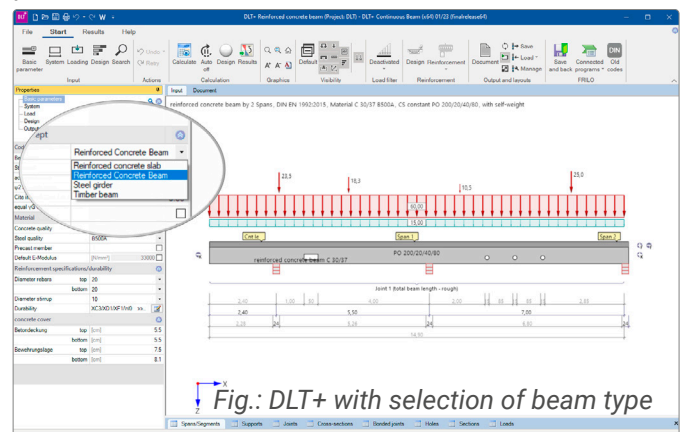 DLT+ Reinforced concrete beam (Project: DLT) - DLT+ Continuous Beam (x64) 01/23 (finalrelease64)
File Start Results Help
Basic parameter System Loading Design Search
Undo
Input Actions
Calculate Auto off Design Results
Calculation
Graphics
Default
Visibility
Deactivated
Load filter
Design Reinforcement
Reinforcement
Document
Save
Load
Manage
Output and layouts
Save and back Connected programs Old codes
FRILO
Properties
Input Document
Basic parameters
System
Load
Design
Output
reinforced concrete beam by 2 Spans, DIN EN 1992:2015, Material C 30/37 B500A, CS constant PO 200/20/40/80, with self-weight
ept
Reinforced Concrete Beam
Reinforced concrete slab
Reinforced Concrete Beam
Steel girder
Timber beam
Material
Concrete quality
Steel quality B500A
Precast member
Default E-Modulus [N/mm²] 33000
Reinforcement specifications/durability
Diameter rebars top 20
bottom 20
Diameter stirrup 10
Durability XC3/XD1/XF1/m0
concrete cover
Betondeckung top [cm] 5.5
bottom [cm] 5.5
Bewehrungslage top [cm] 7.5
bottom [cm] 8.1
23,5
18,3
10,5
25,0
60,00
15,00
Span 1
Span 2
reinforced concrete beam C 30/37
PO 200/20/40/80
Joint 1 (total beam length - rough)
2,40 5,50 7,00
14,90
X
Z
Fig.: DLT+ with selection of beam type
Spans/Segments Supports Joints Cross-sections Bonded joints Holes Sections Loads